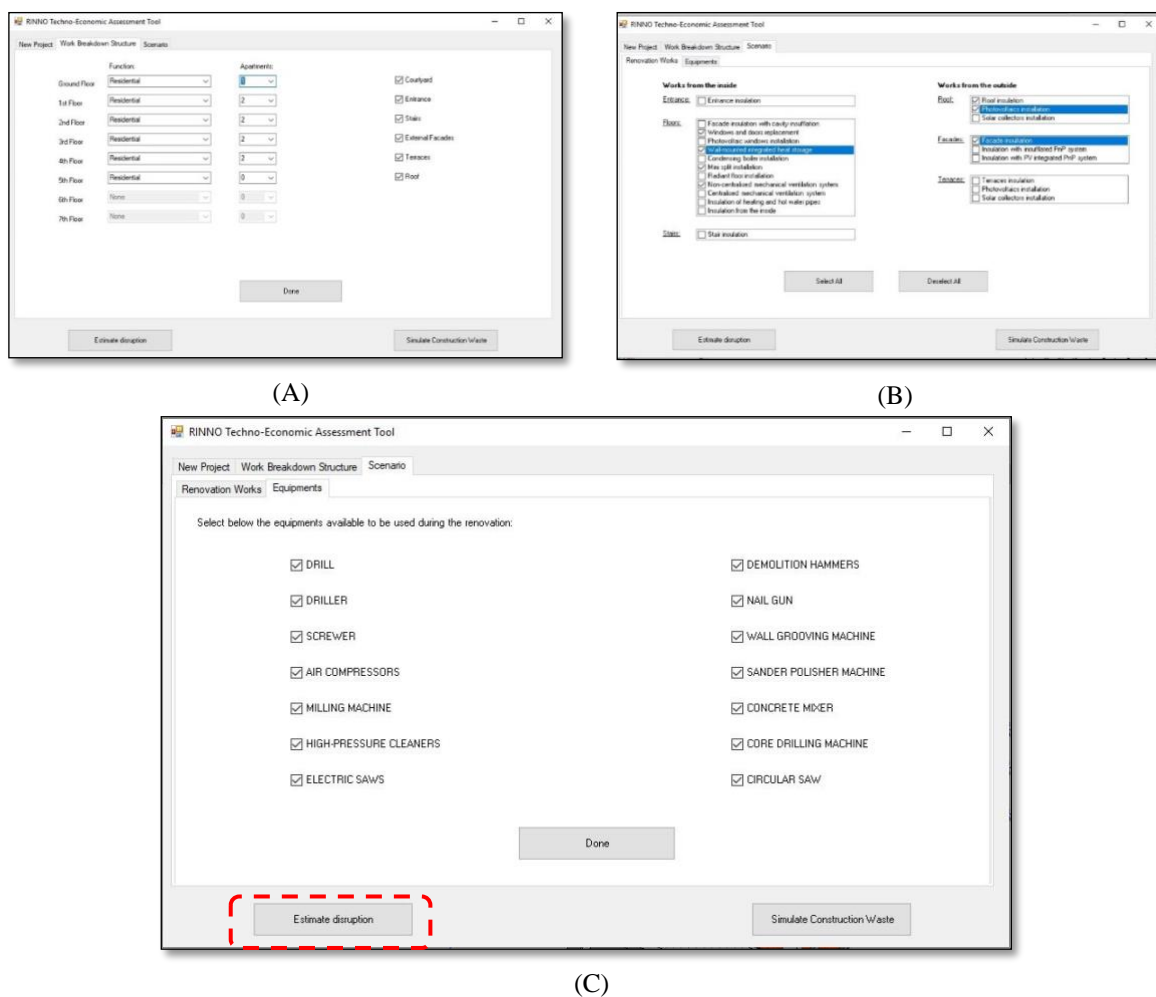 RINNO Techno-Economic Assessment Tool
New Project Work Breakdown Structure Scenario
Function: Apartments:
Ground Floor Residential Courtyard
1st Floor Residential 2 Entrance
2nd Floor Residential 2 Stairs
3rd Floor Residential 2 External Facades
4th Floor Residential 2 Terraces
5th Floor Residential 0 Roof
6th Floor None 0
7th Floor None 0
Done
Estimate disruption Simulate Construction Waste
(A)
RINNO Techno-Economic Assessment Tool
New Project Work Breakdown Structure Scenario
Renovation Works Equipments
Works from the inside
Entrance: Entrance insulation
Floors: Facade insulation with cavity insufflation
Windows and doors replacement
Photovoltaic windows installation
Wall-mounted integrated heat storage
Condensing boiler installation
Mini split installation
Radiant floor installation
Non-centralized mechanical ventilation system
Centralized mechanical ventilation system
Insulation of heating and hot water pipes
Insulation from the inside
Stairs: Stair insulation
Works from the outside
Roof: Roof insulation
Photovoltaics installation
Solar collectors installation
Facades: Facade insulation
Insulation with insufflated PnP system
Insulation with PV integrated PnP system
Terraces: Terraces insulation
Photovoltaics installation
Solar collectors installation
Select All Deselect All
Estimate disruption Simulate Construction Waste
(B)
RINNO Techno-Economic Assessment Tool
New Project Work Breakdown Structure Scenario
Renovation Works Equipments
Select below the equipments available to be used during the renovation:
DRILL DEMOLITION HAMMERS
DRILLER NAIL GUN
SCREWER WALL GROOVING MACHINE
AIR COMPRESSORS SANDER POLISHER MACHINE
MILLING MACHINE CONCRETE MIXER
HIGH-PRESSURE CLEANERS CORE DRILLING MACHINE
ELECTRIC SAWS CIRCULAR SAW
Done
Estimate disruption Simulate Construction Waste
(C)